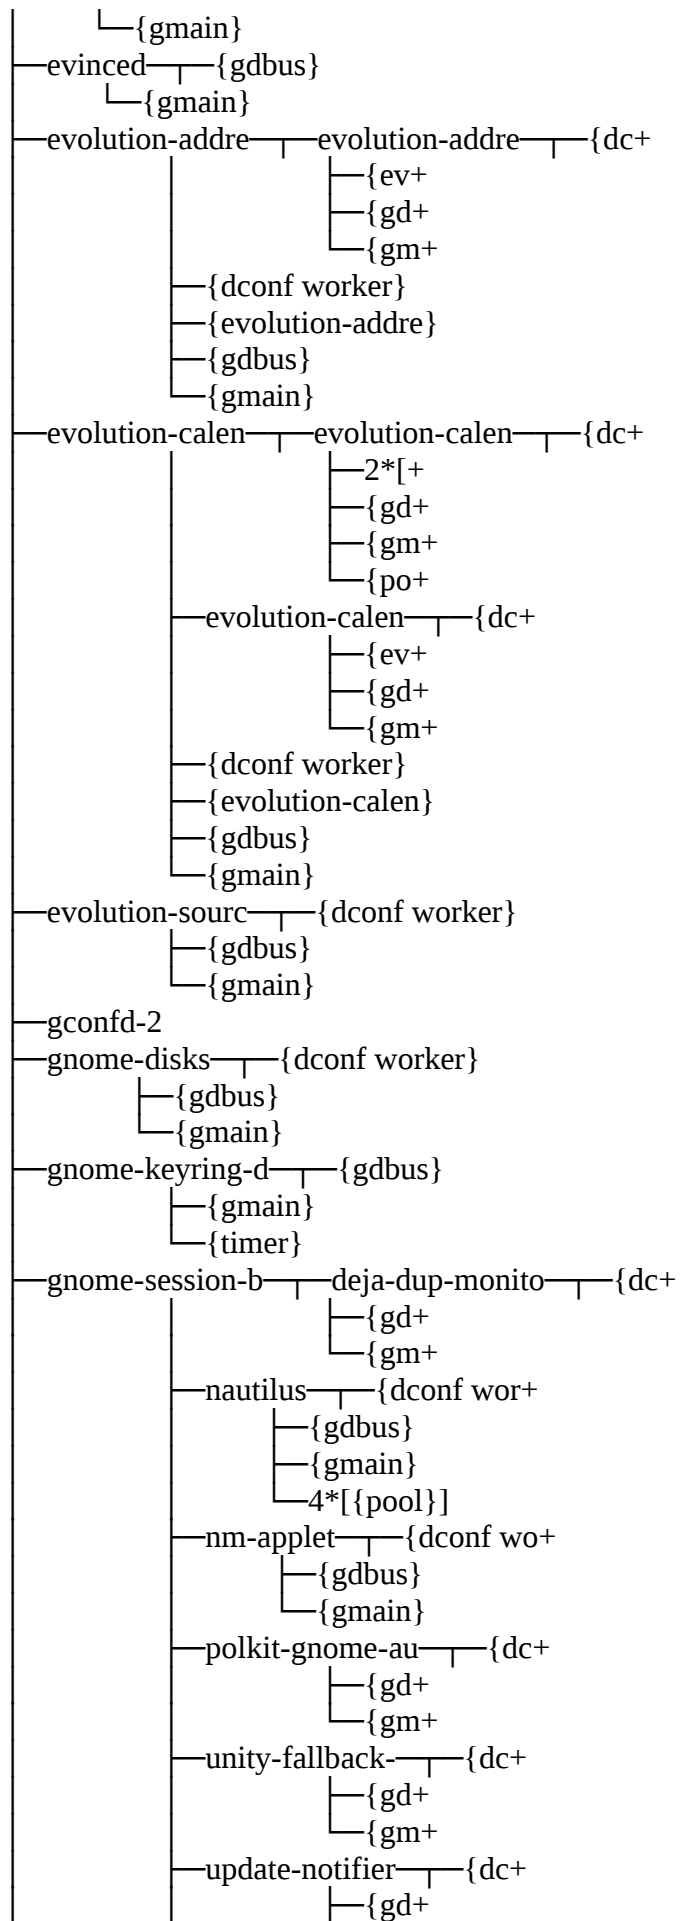 │ └─{gmain}
├─evinced─┬─{gdbus}
│ └─{gmain}
├─evolution-addre─┬─evolution-addre─┬─{dc+
│ │ ├─{ev+
│ │ ├─{gd+
│ │ └─{gm+
│ ├─{dconf worker}
│ ├─{evolution-addre}
│ ├─{gdbus}
│ └─{gmain}
├─evolution-calen─┬─evolution-calen─┬─{dc+
│ │ ├─2*[+
│ │ ├─{gd+
│ │ ├─{gm+
│ │ └─{po+
│ ├─evolution-calen─┬─{dc+
│ │ ├─{ev+
│ │ ├─{gd+
│ │ └─{gm+
│ ├─{dconf worker}
│ ├─{evolution-calen}
│ ├─{gdbus}
│ └─{gmain}
├─evolution-sourc─┬─{dconf worker}
│ ├─{gdbus}
│ └─{gmain}
├─gconfd-2
├─gnome-disks─┬─{dconf worker}
│ ├─{gdbus}
│ └─{gmain}
├─gnome-keyring-d─┬─{gdbus}
│ ├─{gmain}
│ └─{timer}
├─gnome-session-b─┬─deja-dup-monito─┬─{dc+
│ │ ├─{gd+
│ │ └─{gm+
│ ├─nautilus─┬─{dconf wor+
│ │ ├─{gdbus}
│ │ ├─{gmain}
│ │ └─4*[{pool}]
│ ├─nm-applet─┬─{dconf wo+
│ │ ├─{gdbus}
│ │ └─{gmain}
│ ├─polkit-gnome-au─┬─{dc+
│ │ ├─{gd+
│ │ └─{gm+
│ ├─unity-fallback-─┬─{dc+
│ │ ├─{gd+
│ │ └─{gm+
│ ├─update-notifier─┬─{dc+
│ │ ├─{gd+